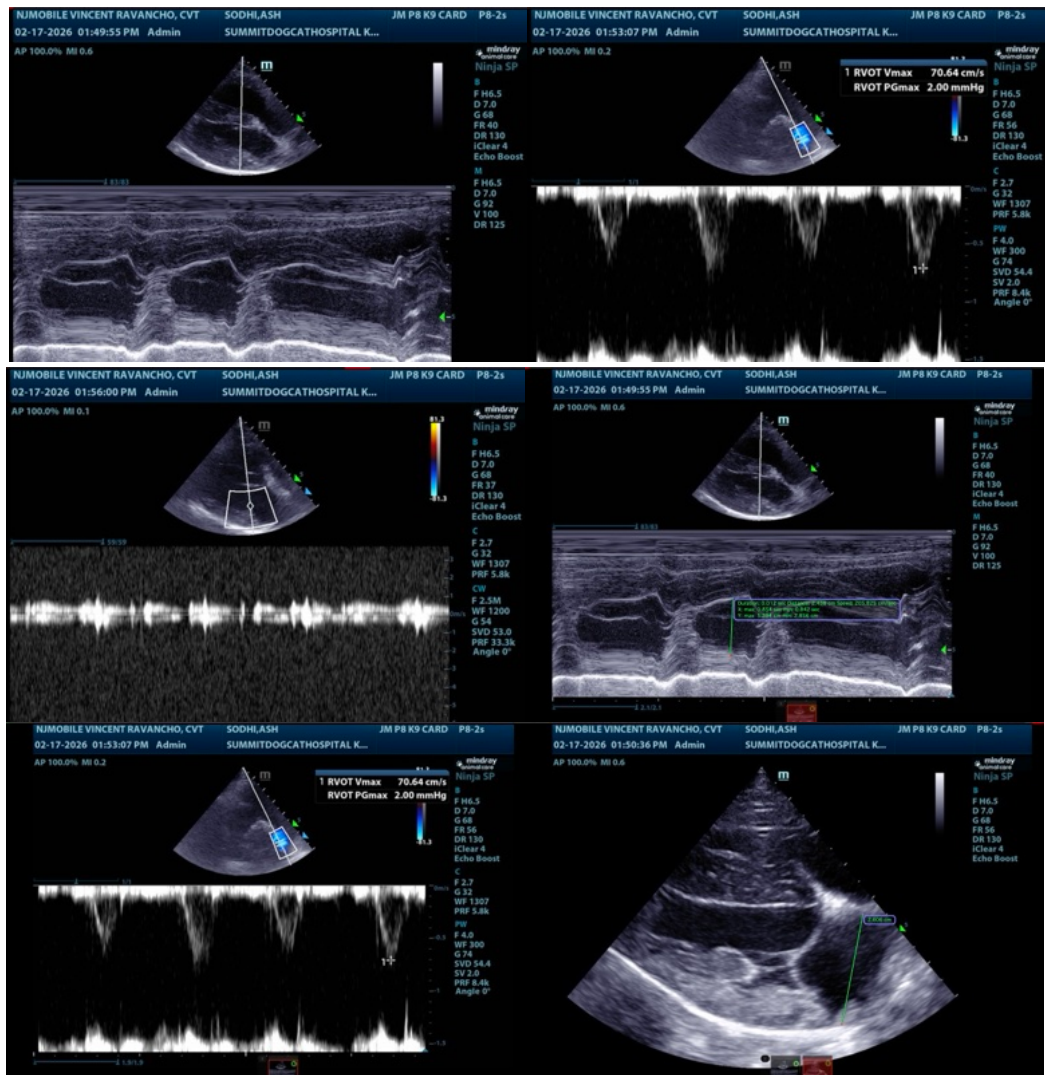 NJMOBILE VINCENT RAVANCHO, CVT SODHI,ASH JM P8 K9 CARD P8-2s
02-17-2026 01:49:55 PM Admin SUMMITDOGCATHOSPITAL K...
AP 100.0% MI 0.6
mindray
animalcare
Ninja SP
B
F H6.5
D 7.0
G 68
FR 40
DR 130
iClear 4
Echo Boost
M
F H6.5
D 7.0
G 92
V 100
DR 125
83/83
NJMOBILE VINCENT RAVANCHO, CVT SODHI,ASH JM P8 K9 CARD P8-2s
02-17-2026 01:53:07 PM Admin SUMMITDOGCATHOSPITAL K...
AP 100.0% MI 0.2
mindray
animalcare
Ninja SP
1 RVOT Vmax 70.64 cm/s
RVOT PGmax 2.00 mmHg
B
F H6.5
D 7.0
G 68
FR 56
DR 130
iClear 4
Echo Boost
C
F 2.7
G 32
WF 1307
PRF 5.8k
PW
F 4.0
WF 300
G 74
SVD 54.4
SV 2.0
PRF 8.4k
Angle 0°
1
NJMOBILE VINCENT RAVANCHO, CVT SODHI,ASH JM P8 K9 CARD P8-2s
02-17-2026 01:56:00 PM Admin SUMMITDOGCATHOSPITAL K...
AP 100.0% MI 0.1
81.3
-81.3
mindray
animalcare
Ninja SP
B
F H6.5
D 7.0
G 68
FR 37
DR 130
iClear 4
Echo Boost
C
F 2.7
G 32
WF 1307
PRF 5.8k
CW
F 2.5M
WF 1200
G 54
SVD 53.0
PRF 33.3k
Angle 0°
59/59
NJMOBILE VINCENT RAVANCHO, CVT SODHI,ASH JM P8 K9 CARD P8-2s
02-17-2026 01:49:55 PM Admin SUMMITDOGCATHOSPITAL K...
AP 100.0% MI 0.6
mindray
animalcare
Ninja SP
B
F H6.5
D 7.0
G 68
FR 40
DR 130
iClear 4
Echo Boost
M
F H6.5
D 7.0
G 92
V 100
DR 125
83/83
NJMOBILE VINCENT RAVANCHO, CVT SODHI,ASH JM P8 K9 CARD P8-2s
02-17-2026 01:53:07 PM Admin SUMMITDOGCATHOSPITAL K...
AP 100.0% MI 0.2
mindray
animalcare
Ninja SP
1 RVOT Vmax 70.64 cm/s
RVOT PGmax 2.00 mmHg
B
F H6.5
D 7.0
G 68
FR 56
DR 130
iClear 4
Echo Boost
C
F 2.7
G 32
WF 1307
PRF 5.8k
PW
F 4.0
WF 300
G 74
SVD 54.4
SV 2.0
PRF 8.4k
Angle 0°
1
NJMOBILE VINCENT RAVANCHO, CVT SODHI,ASH JM P8 K9 CARD P8-2s
02-17-2026 01:50:36 PM Admin SUMMITDOGCATHOSPITAL K...
AP 100.0% MI 0.6
mindray
animalcare
Ninja SP
B
F H6.5
D 7.0
G 68
FR 40
DR 130
iClear 4
Echo Boost